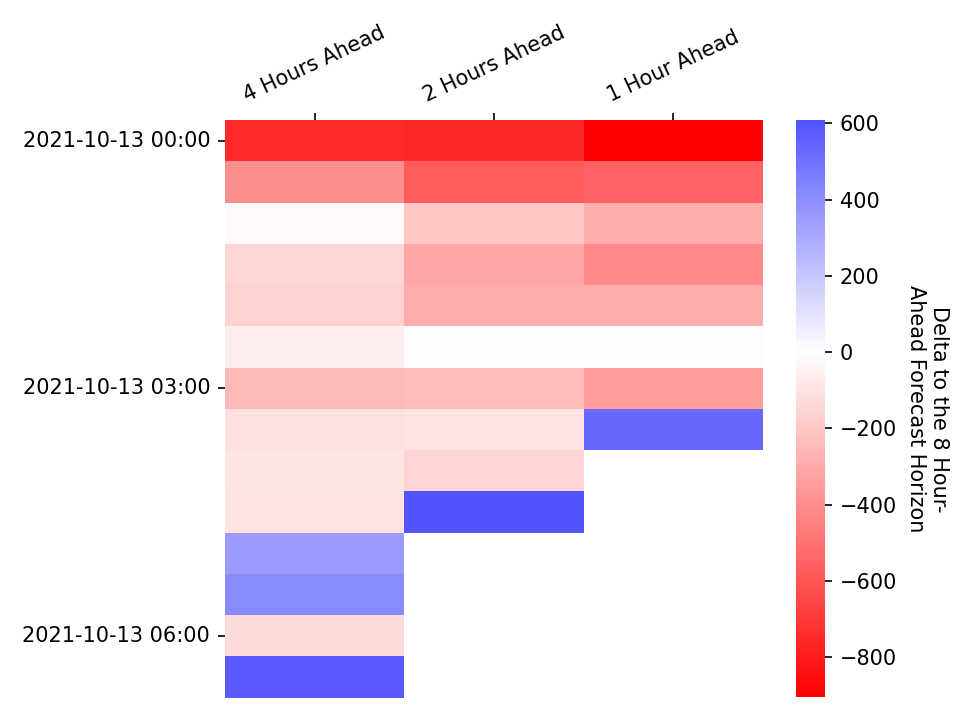 4 Hours Ahead
2 Hours Ahead
1 Hour Ahead
2021-10-13 00:00
2021-10-13 03:00
2021-10-13 06:00
600
400
200
0
−200
−400
−600
−800
Delta to the 8 Hour-
Ahead Forecast Horizon